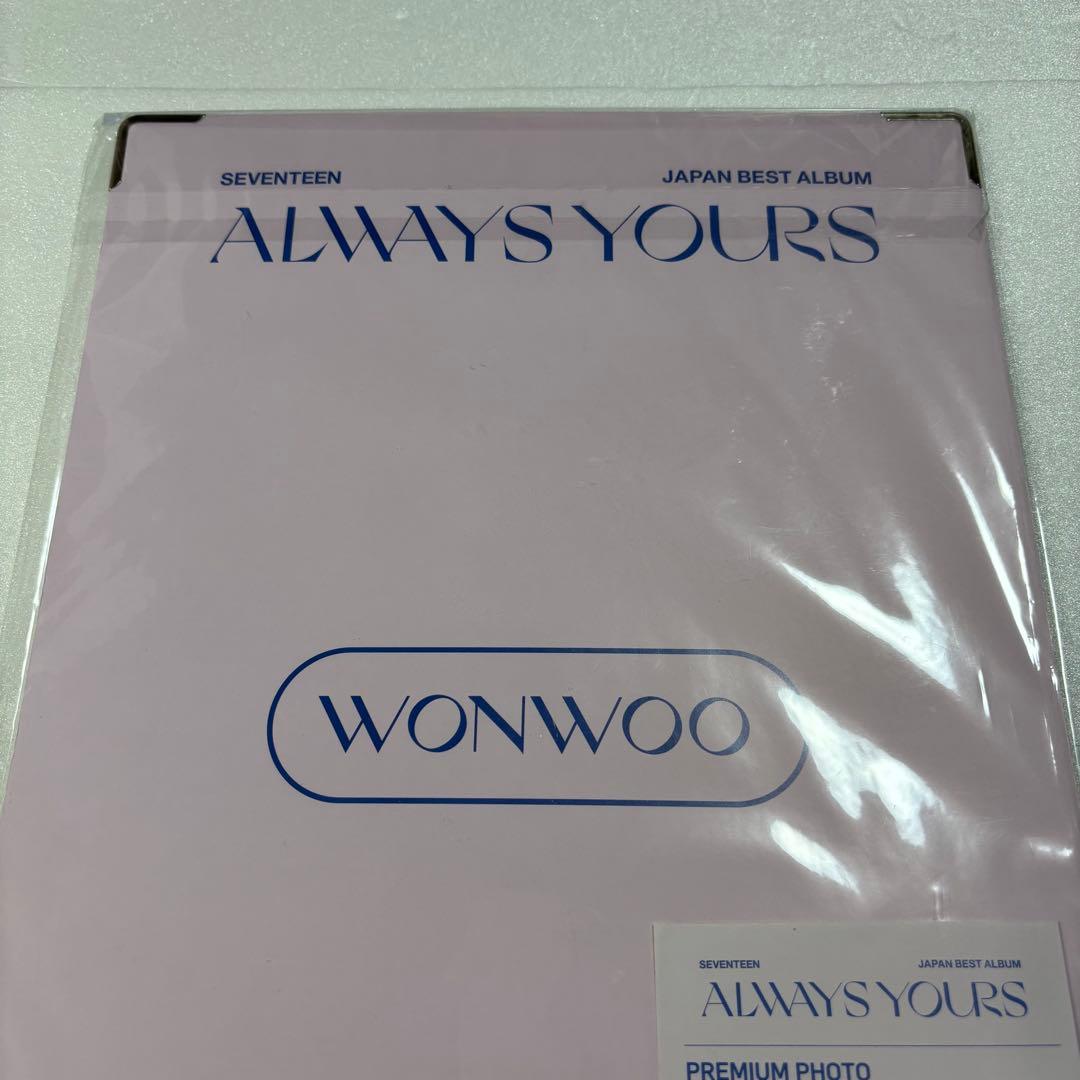 SEVENTEEN JAPAN BEST ALBUM
ALWAYS YOURS
WONWOO
SEVENTEEN JAPAN BEST ALBUM
ALWAYS YOURS
PREMIUM PHOTO